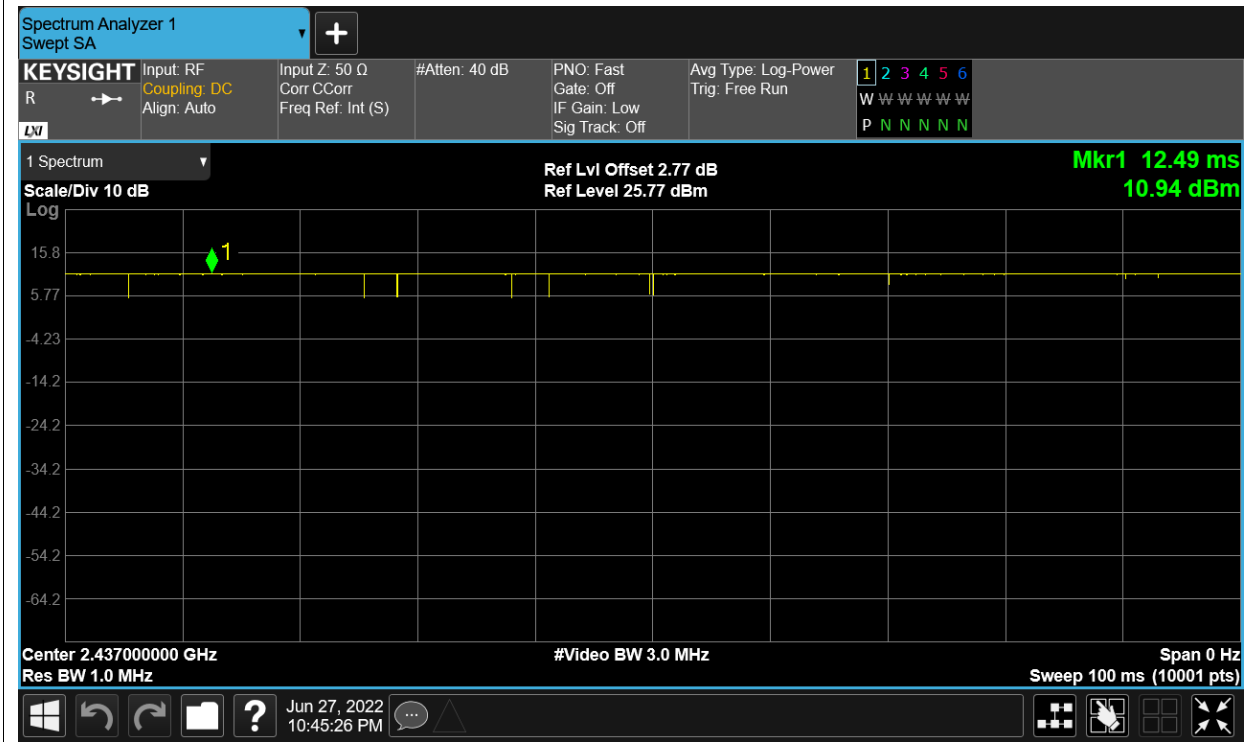 Spectrum Analyzer 1
Swept SA
KEYSIGHT
R
LXI
Input: RF
Coupling: DC
Align: Auto
Input Z: 50 Ω
Corr CCorr
Freq Ref: Int (S)
#Atten: 40 dB
PNO: Fast
Gate: Off
IF Gain: Low
Sig Track: Off
Avg Type: Log-Power
Trig: Free Run
1 2 3 4 5 6
W W W W W W
P N N N N N
1 Spectrum
Scale/Div 10 dB
Log
Ref Lvl Offset 2.77 dB
Ref Level 25.77 dBm
Mkr1 12.49 ms
10.94 dBm
1
15.8
5.77
-4.23
-14.2
-24.2
-34.2
-44.2
-54.2
-64.2
Center 2.437000000 GHz
Res BW 1.0 MHz
#Video BW 3.0 MHz
Span 0 Hz
Sweep 100 ms (10001 pts)
?
Jun 27, 2022
10:45:26 PM